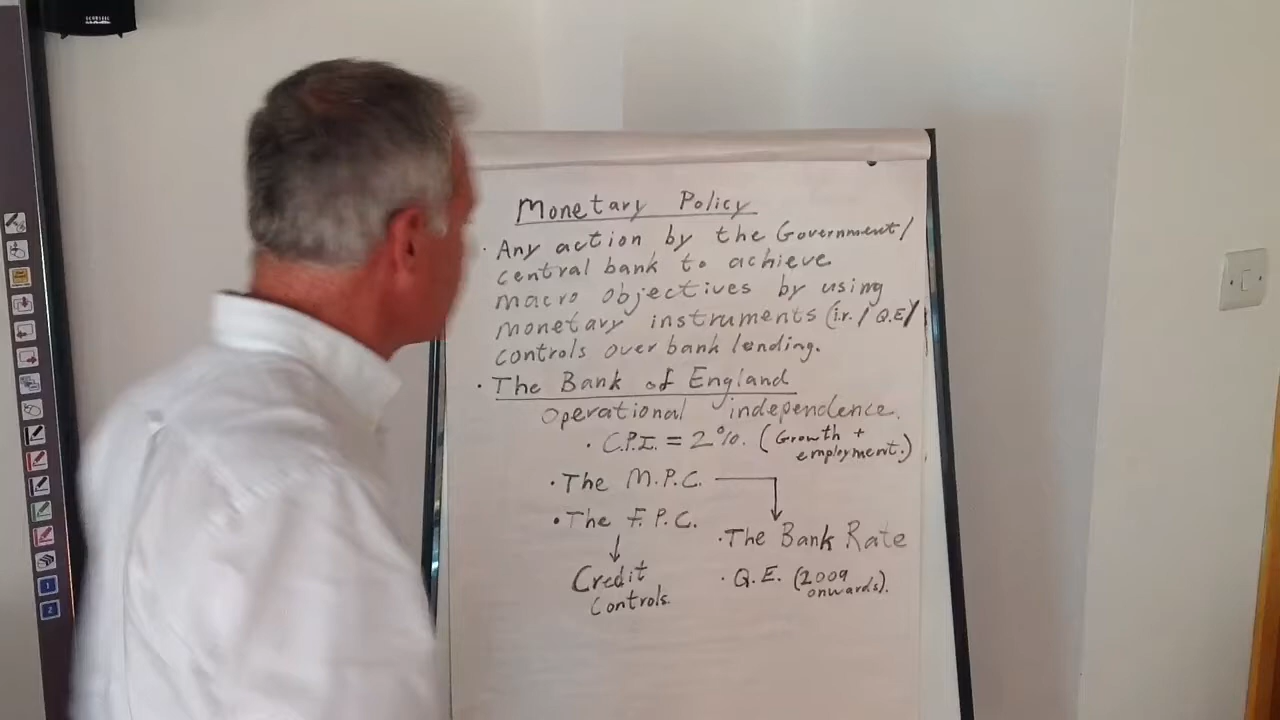 Monetary Policy
· Any action by the Government/
central bank to achieve
macro objectives by using
monetary instruments (i.r./Q.E/
controls over bank lending.
· The Bank of England
Operational independence.
· C.P.I. = 2%. (Growth +
employment.)
· The M.P.C.
· The F.P.C.
· The Bank Rate
Credit
Controls.
· Q.E. (2009
onwards).
1
2